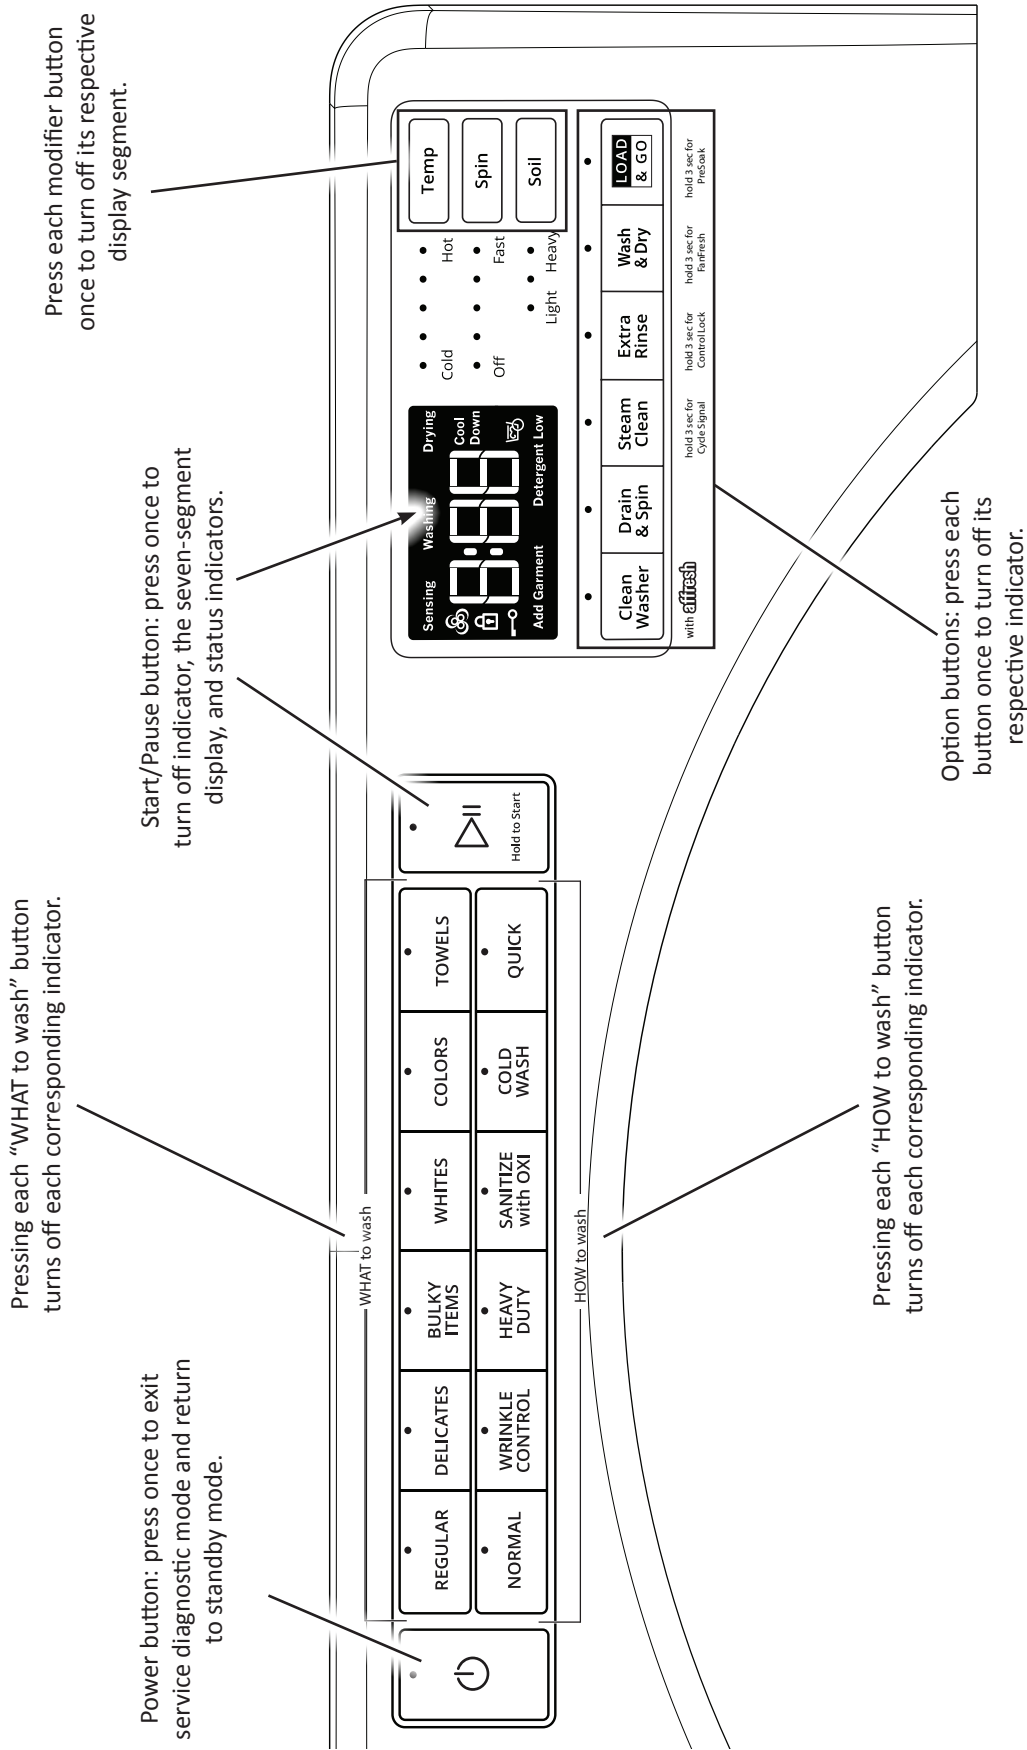 Power button: press once to exit
service diagnostic mode and return
to standby mode.
Pressing each “WHAT to wash” button
turns off each corresponding indicator.
Start/Pause button: press once to
turn off indicator, the seven-segment
display, and status indicators.
Press each modifier button
once to turn off its respective
display segment.
WHAT to wash
REGULAR
DELICATES
BULKY
ITEMS
WHITES
COLORS
TOWELS
NORMAL
WRINKLE
CONTROL
HEAVY
DUTY
SANITIZE
with OXI
COLD
WASH
QUICK
HOW to wash
Hold to Start
Sensing
Washing
Drying
8:88
Cool
Down
Add Garment
Detergent Low
Cold
Hot
Temp
Off
Fast
Spin
Light
Heavy
Soil
Clean
Washer
Drain
& Spin
Steam
Clean
Extra
Rinse
Wash
& Dry
LOAD
& GO
with affresh
hold 3 sec for
Cycle Signal
hold 3 sec for
Control Lock
hold 3 sec for
FanFresh
hold 3 sec for
PreSoak
Pressing each “HOW to wash” button
turns off each corresponding indicator.
Option buttons: press each
button once to turn off its
respective indicator.